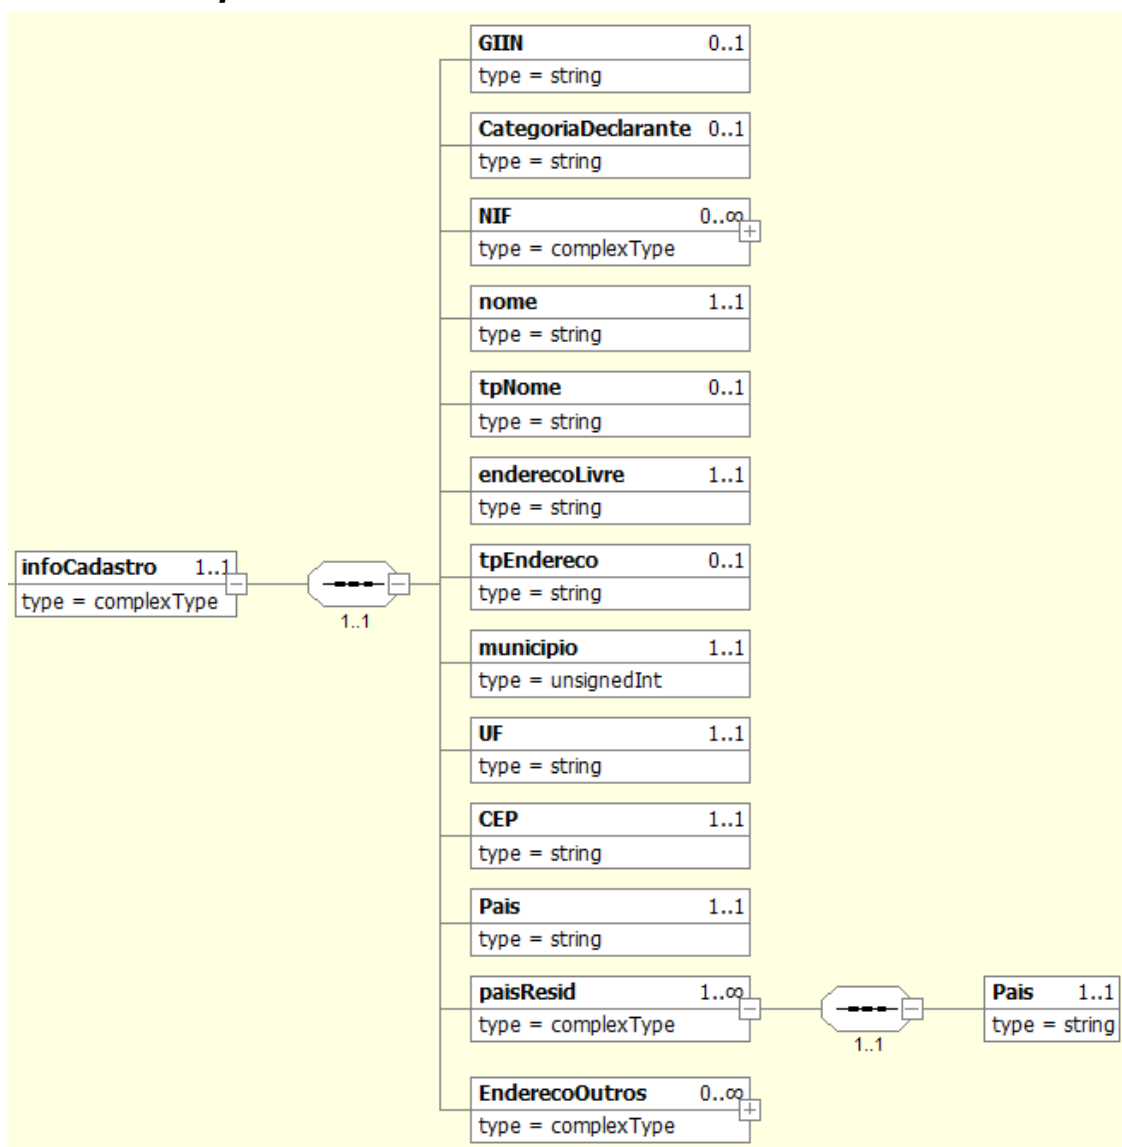 GIIN 0..1
type = string
CategoriaDeclarante 0..1
type = string
NIF 0..∞
type = complexType
nome 1..1
type = string
tpNome 0..1
type = string
enderecoLivre 1..1
type = string
infoCadastro 1..1
type = complexType
1..1
tpEndereco 0..1
type = string
municipio 1..1
type = unsignedInt
UF 1..1
type = string
CEP 1..1
type = string
Pais 1..1
type = string
paisResid 1..∞
type = complexType
1..1
Pais 1..1
type = string
EnderecoOutros 0..∞
type = complexType